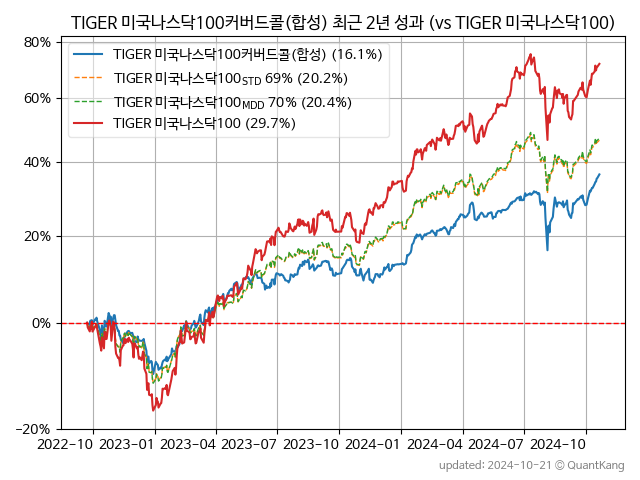 TIGER 미국나스닥100커버드콜(합성) 최근 2년 성과 (vs TIGER 미국나스닥100)
80%
60%
40%
20%
0%
−20%
TIGER 미국나스닥100커버드콜(합성) (16.1%)
TIGER 미국나스닥100STD 69% (20.2%)
TIGER 미국나스닥100MDD 70% (20.4%)
TIGER 미국나스닥100 (29.7%)
2022-10 2023-01 2023-04 2023-07 2023-10 2024-01 2024-04 2024-07 2024-10
updated: 2024-10-21 © QuantKang